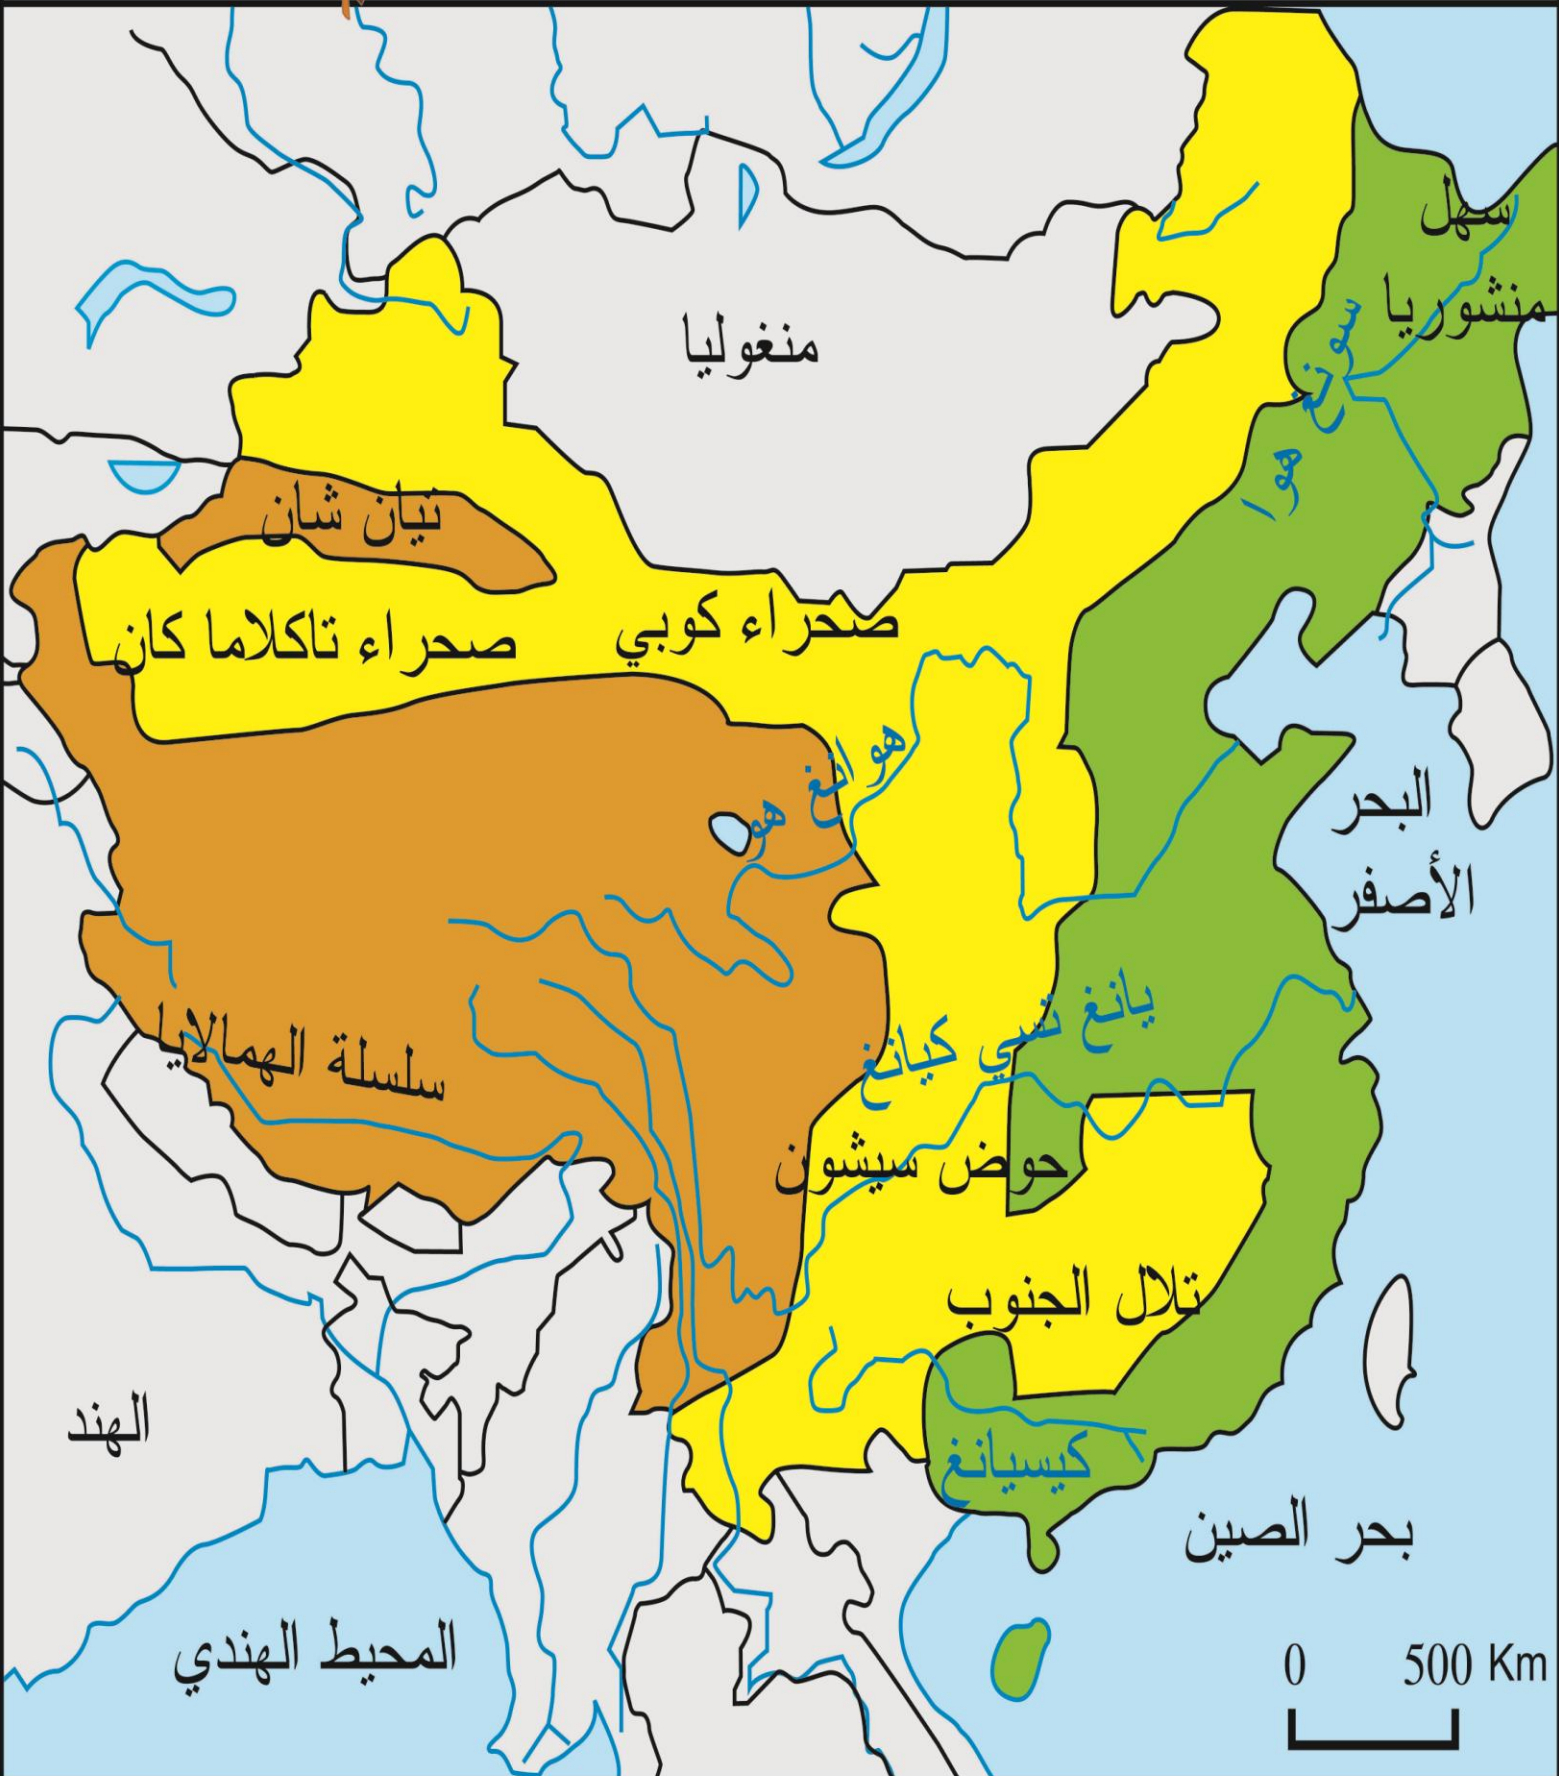 سهل
منشوريا
سونغ هوا
منغوليا
تيان شان
صحراء تاكلاما كان
صحراء كوبي
هوانغ هو
البحر
الأصفر
يانغ تسي كيانغ
سلسلة الهمالايا
حوض سيشون
تلال الجنوب
الهند
كيسيانغ
بحر الصين
المحيط الهندي
0 500 Km